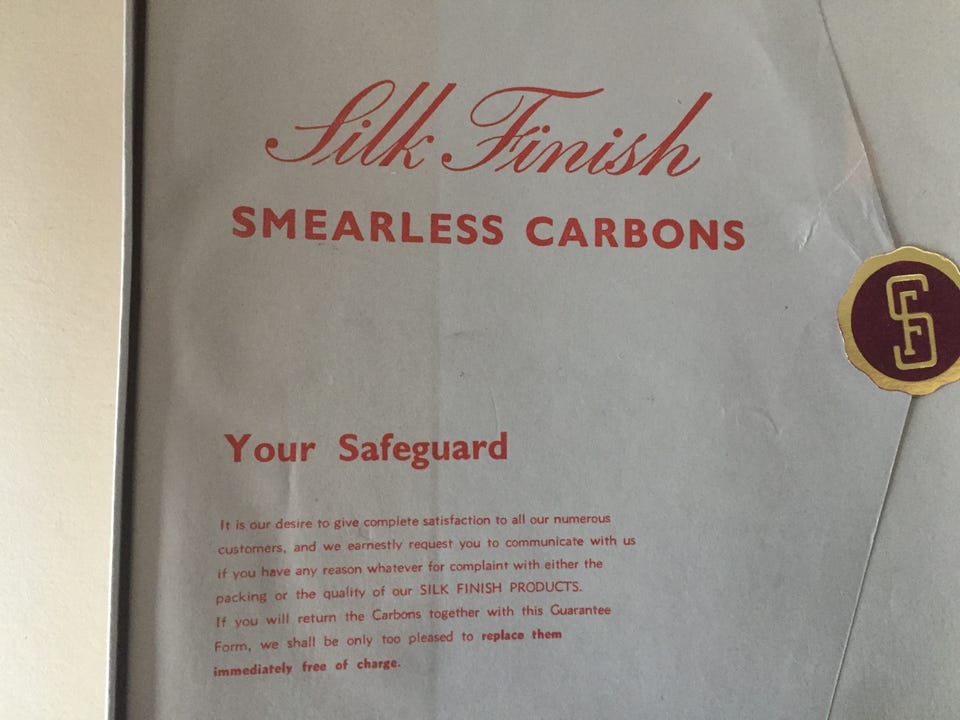 Silk Finish
SMEARLESS CARBONS
SF
Your Safeguard
It is our desire to give complete satisfaction to all our numerous
customers, and we earnestly request you to communicate with us
if you have any reason whatever for complaint with either the
packing or the quality of our SILK FINISH PRODUCTS.
If you will return the Carbons together with this Guarantee
Form, we shall be only too pleased to replace them
immediately free of charge.